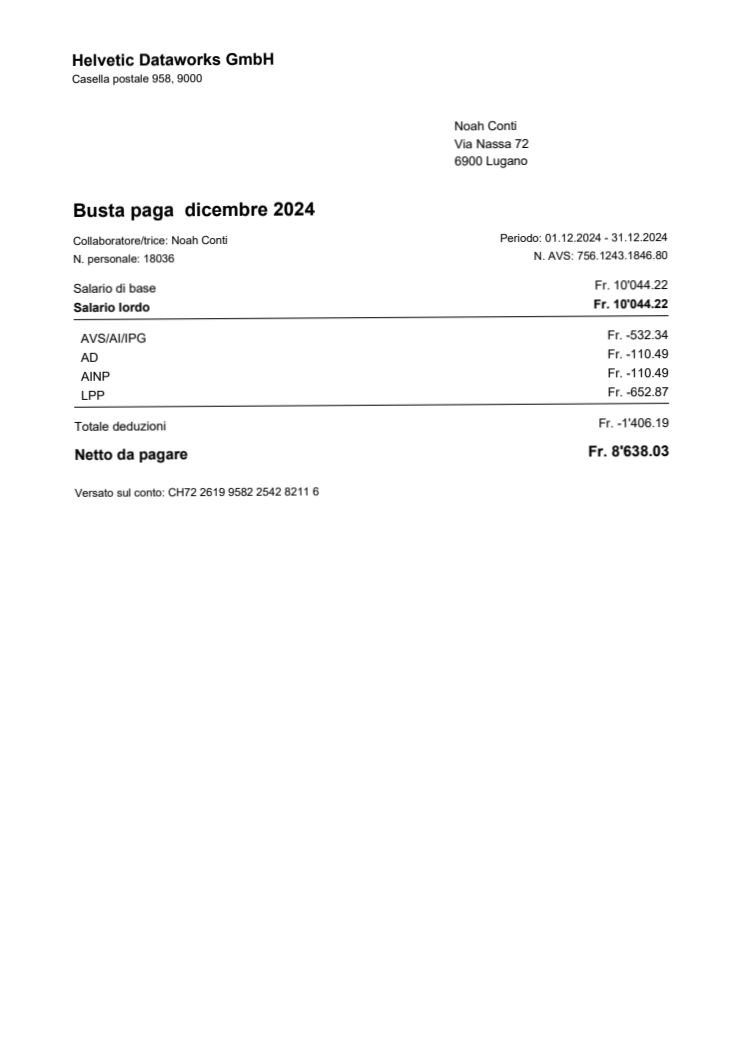 Helvetic Dataworks GmbH
Casella postale 958, 9000
Noah Conti
Via Nassa 72
6900 Lugano
Busta paga  dicembre 2024
Collaboratore/trice: Noah Conti Periodo: 01.12.2024 - 31.12.2024
N. personale: 18036 N. AVS: 756.1243.1846.80
Salario di base Fr. 10'044.22
Salario lordo Fr. 10'044.22
AVS/AI/IPG Fr. -532.34
AD Fr. -110.49
AINP Fr. -110.49
LPP Fr. -652.87
Totale deduzioni Fr. -1'406.19
Netto da pagare Fr. 8'638.03
Versato sul conto: CH72 2619 9582 2542 8211 6